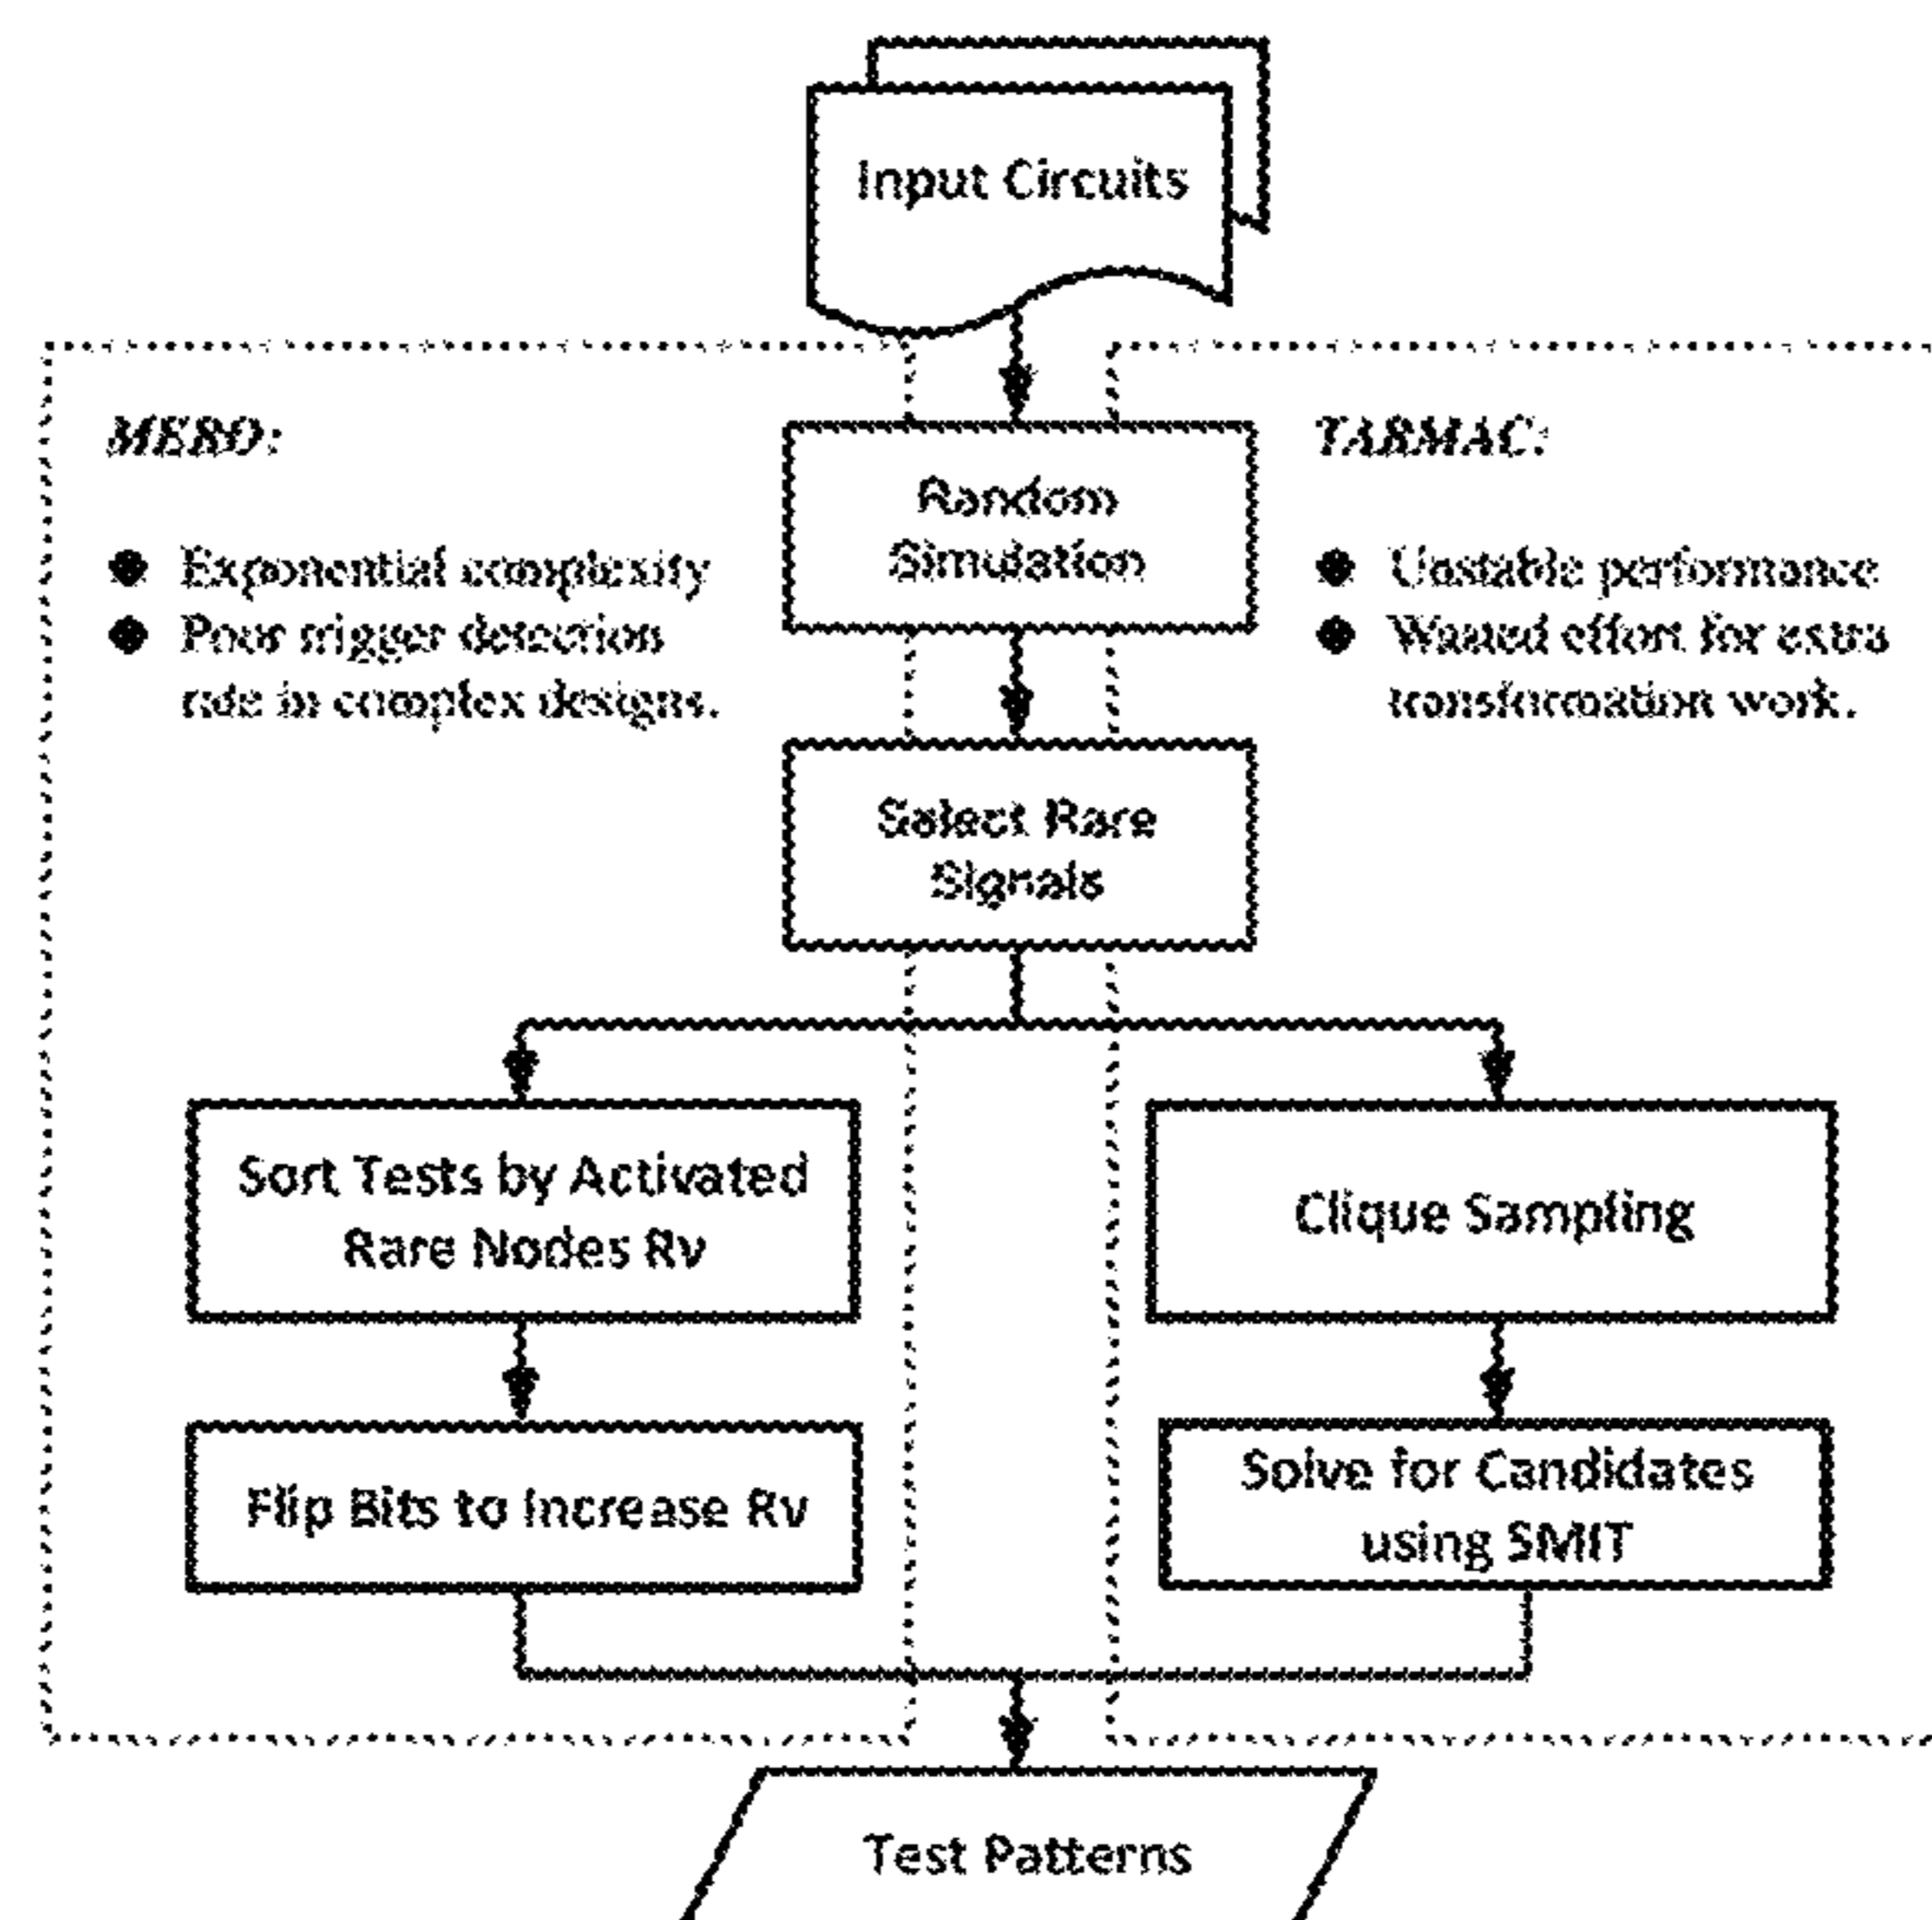 Input Circuits
MERO:
Exponential complexity
Poor trigger detection
rate in complex designs.
Random
Simulation
TARMAC:
Unstable performance
Wasted effort for extra
transformation work.
Select Rare
Signals
Sort Tests by Activated
Rare Nodes Rv
Clique Sampling
Flip Bits to Increase Rv
Solve for Candidates
using SMIT
Test Patterns